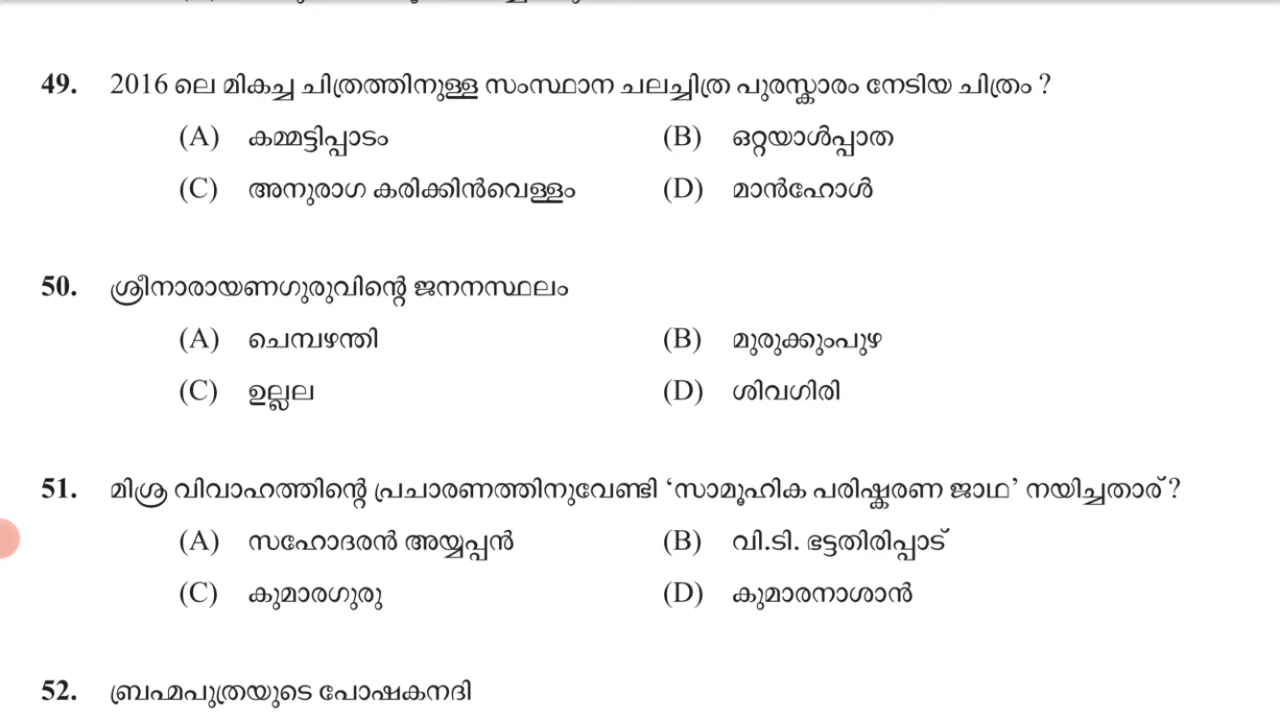 49. 2016 ലെ മികച്ച ചിത്രത്തിനുള്ള സംസ്ഥാന ചലച്ചിത്ര പുരസ്കാരം നേടിയ ചിത്രം ?
(A) കമ്മട്ടിപ്പാടം (B) ഒറ്റയാൾപ്പാത
(C) അനുരാഗ കരിക്കിൻവെള്ളം (D) മാൻഹോൾ
50. ശ്രീനാരായണഗുരുവിന്റെ ജനനസ്ഥലം
(A) ചെമ്പഴന്തി (B) മുരുക്കുംപുഴ
(C) ഉല്ലല (D) ശിവഗിരി
51. മിശ്ര വിവാഹത്തിന്റെ പ്രചാരണത്തിനുവേണ്ടി ‘സാമൂഹിക പരിഷ്കരണ ജാഥ’ നയിച്ചതാര് ?
(A) സഹോദരൻ അയ്യപ്പൻ (B) വി.ടി. ഭട്ടതിരിപ്പാട്
(C) കുമാരഗുരു (D) കുമാരനാശാൻ
52. ബ്രഹ്മപുത്രയുടെ പോഷകനദി